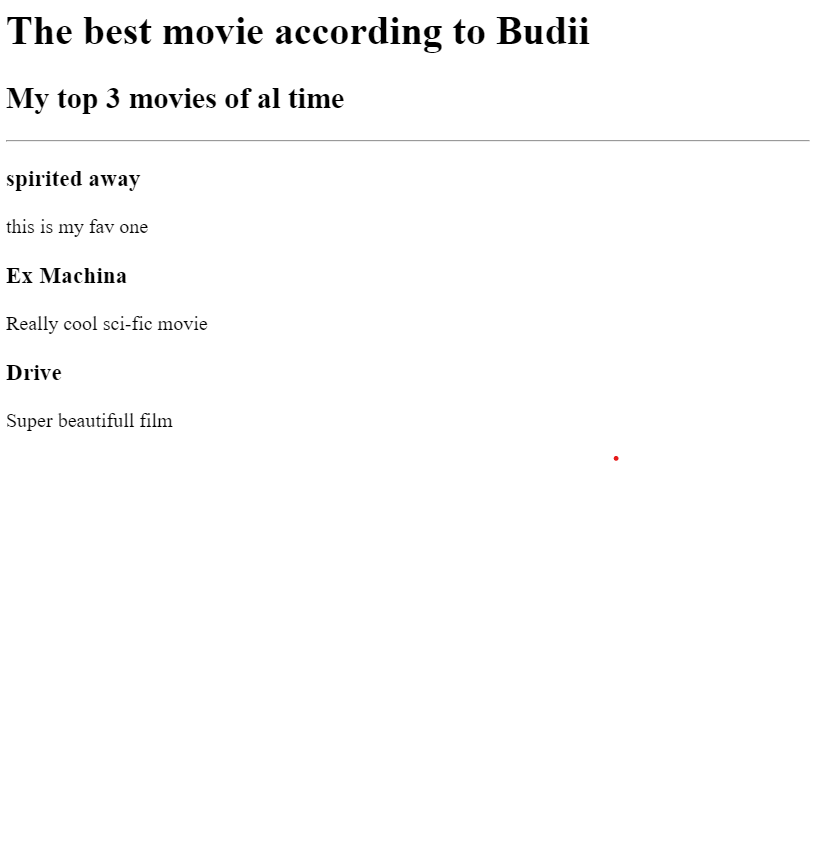 The best movie according to Budii
My top 3 movies of al time
spirited away
this is my fav one
Ex Machina
Really cool sci-fic movie
Drive
Super beautifull film